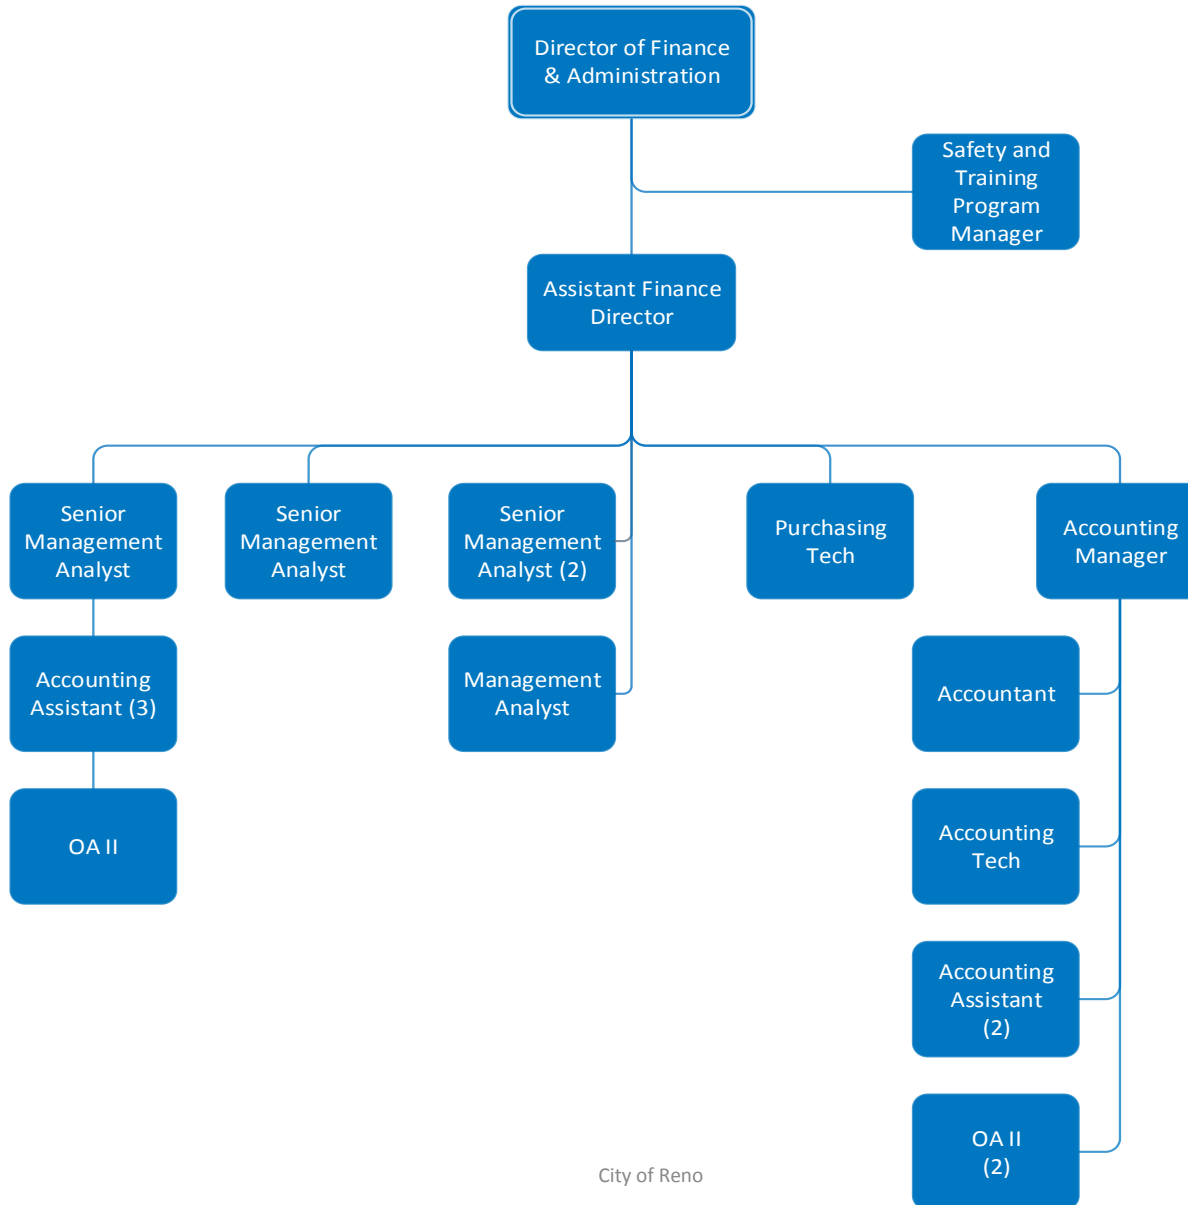 Director of Finance
& Administration
Safety and
Training
Program
Manager
Assistant Finance
Director
Senior
Management
Analyst
Senior
Management
Analyst
Senior
Management
Analyst (2)
Purchasing
Tech
Accounting
Manager
Accounting
Assistant (3)
Management
Analyst
Accountant
OA II
Accounting
Tech
Accounting
Assistant
(2)
OA II
(2)
City of Reno